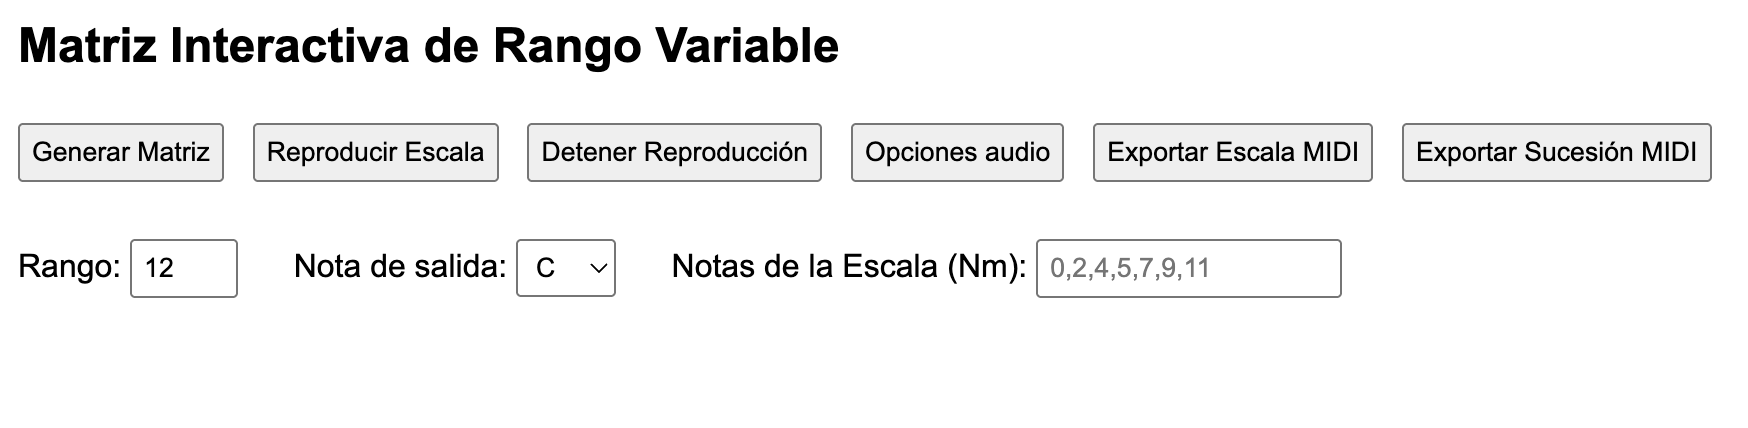 Matriz Interactiva de Rango Variable
Generar Matriz Reproducir Escala Detener Reproducción Opciones audio Exportar Escala MIDI Exportar Sucesión MIDI
Rango: 12 Nota de salida: C Notas de la Escala (Nm): 0,2,4,5,7,9,11